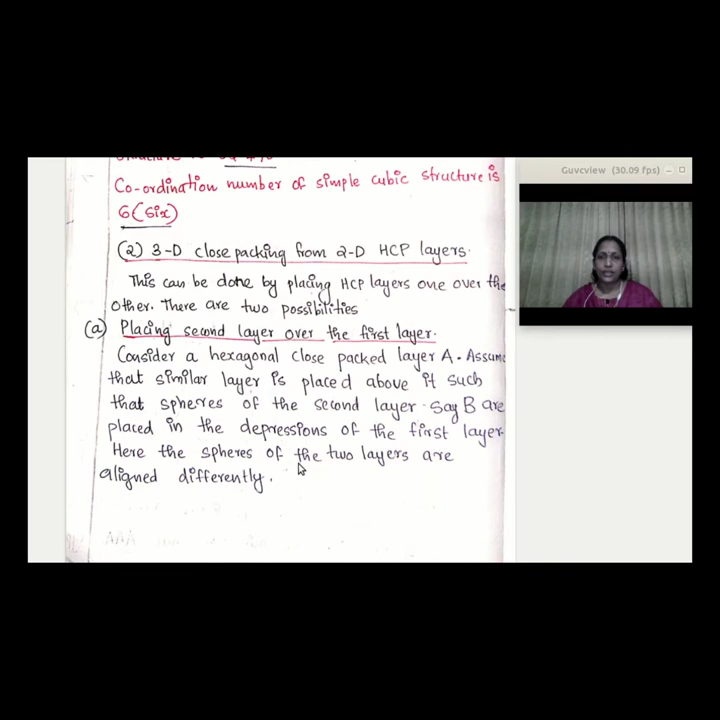 Co-ordination number of simple cubic structure is
6(six)
(2) 3-D close packing from 2-D HCP layers.
This can be done by placing HCP layers one over the
other. There are two possibilities
(a) Placing second layer over the first layer.
Consider a hexagonal close packed layer A. Assume
that similar layer is placed above it such
that spheres of the second layer say B are
placed in the depressions of the first layer.
Here the spheres of the two layers are
aligned differently.
AAA
Guvcview (30.09 fps)